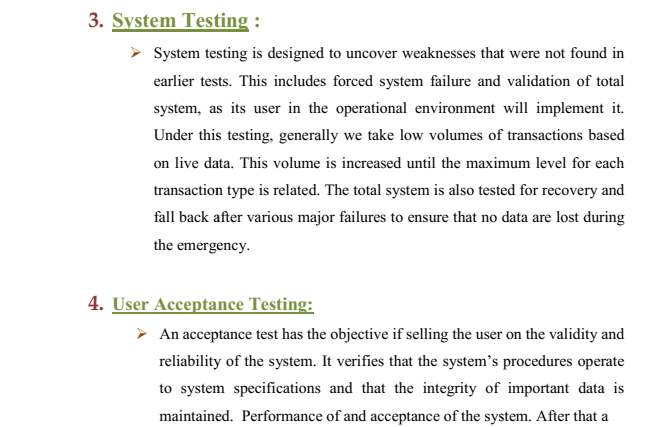 3. System Testing :
➢ System testing is designed to uncover weaknesses that were not found in
earlier tests. This includes forced system failure and validation of total
system, as its user in the operational environment will implement it.
Under this testing, generally we take low volumes of transactions based
on live data. This volume is increased until the maximum level for each
transaction type is related. The total system is also tested for recovery and
fall back after various major failures to ensure that no data are lost during
the emergency.
4. User Acceptance Testing:
➢ An acceptance test has the objective if selling the user on the validity and
reliability of the system. It verifies that the system’s procedures operate
to system specifications and that the integrity of important data is
maintained. Performance of and acceptance of the system. After that a